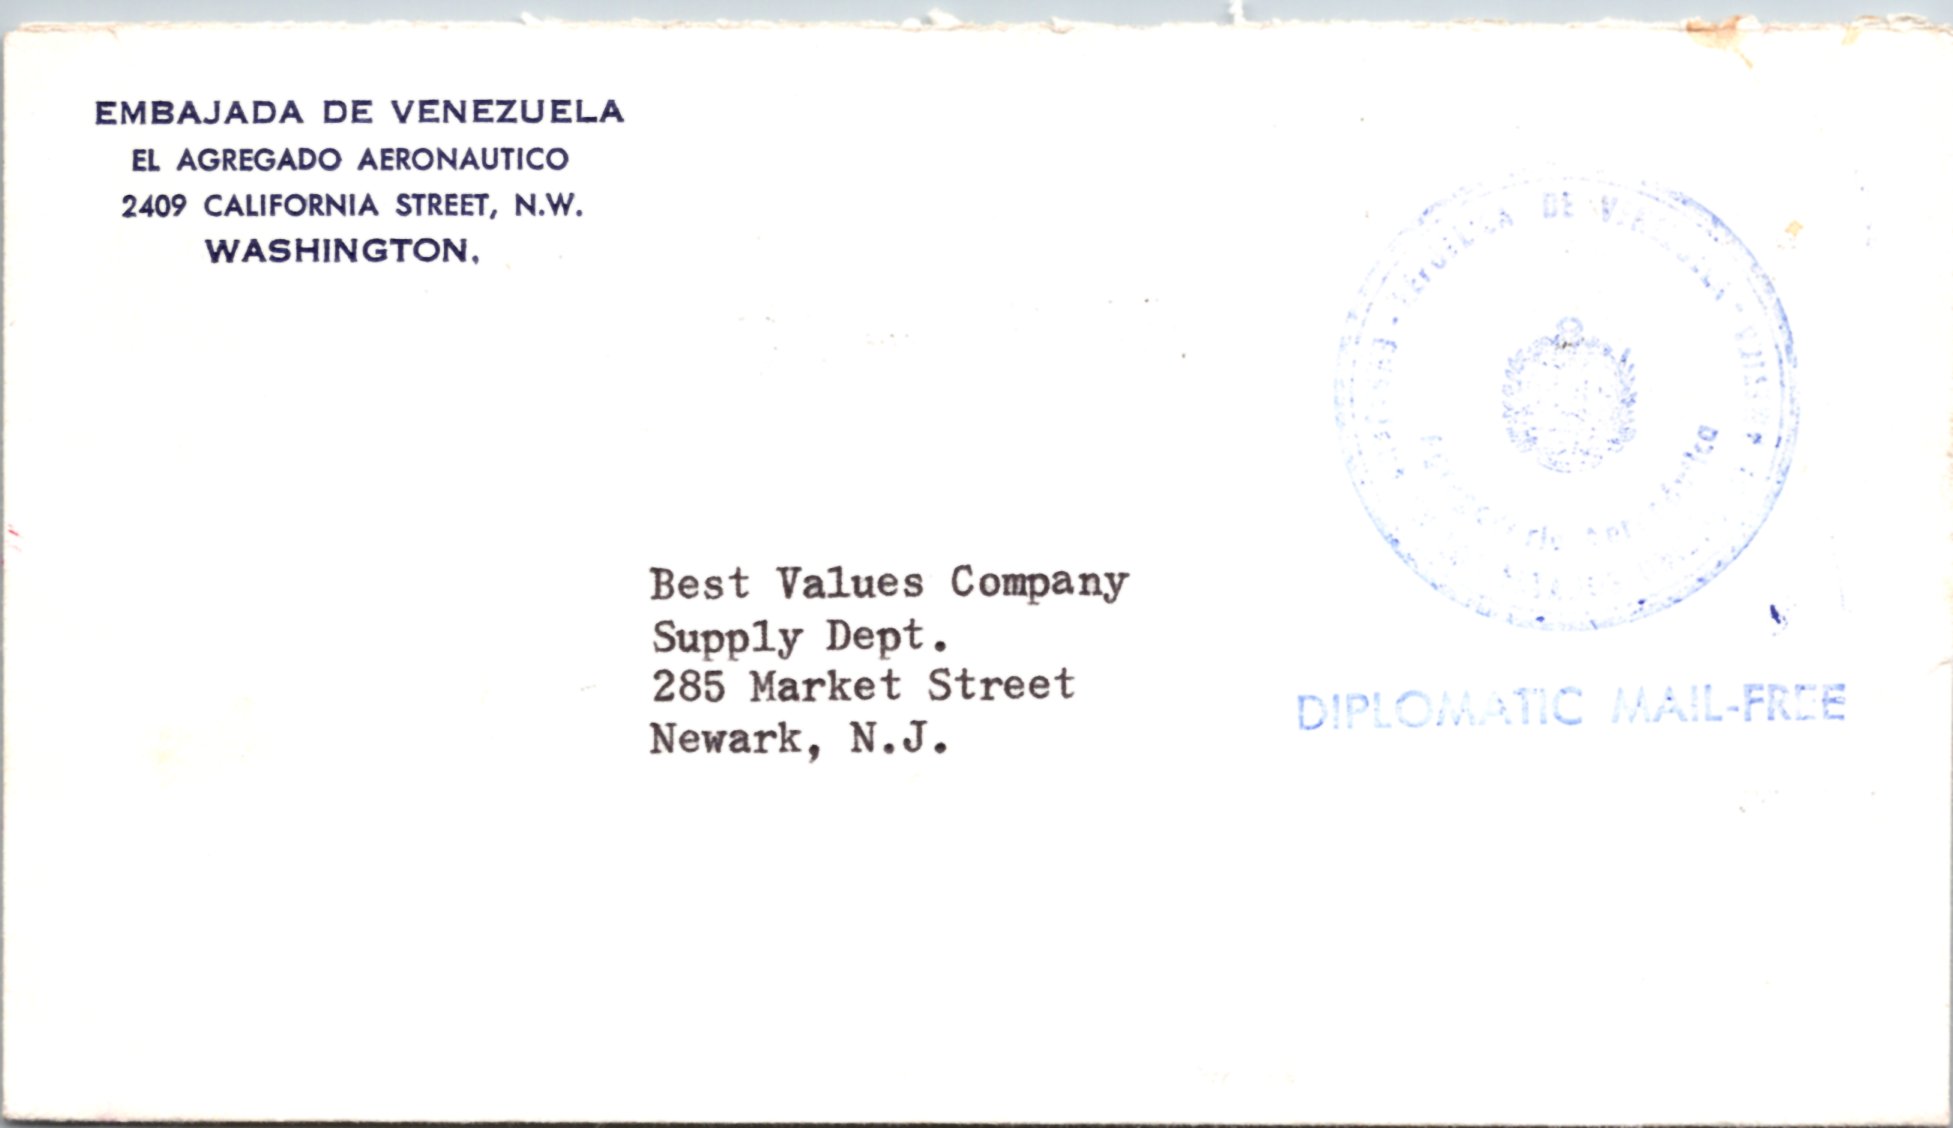 EMBAJADA DE VENEZUELA
EL AGREGADO AERONAUTICO
2409 CALIFORNIA STREET, N.W.
WASHINGTON.
DE
Best Values Company
Supply Dept.
285 Market Street
Newark, N.J.
DIPLOMATIC MAIL-FREE